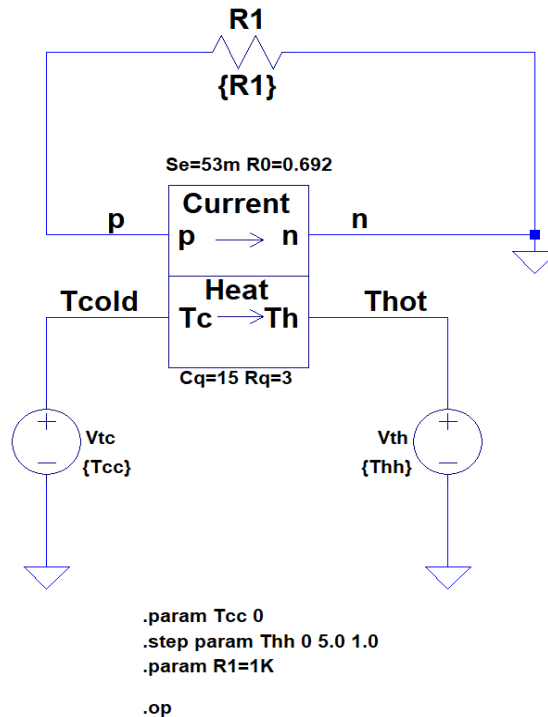 R1
{R1}
Se=53m R0=0.692
Current
p
p
n
n
Heat
Tcold
Tc
Th
Thot
Cq=15 Rq=3
Vtc
{Tcc}
Vth
{Thh}
.param Tcc 0
.step param Thh 0 5.0 1.0
.param R1=1K
.op